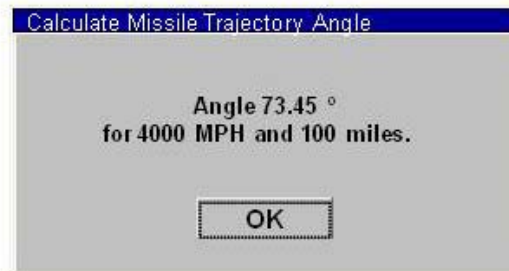 Calculate Missile Trajectory Angle
Angle 73.45 °
for 4000 MPH and 100 miles.
OK